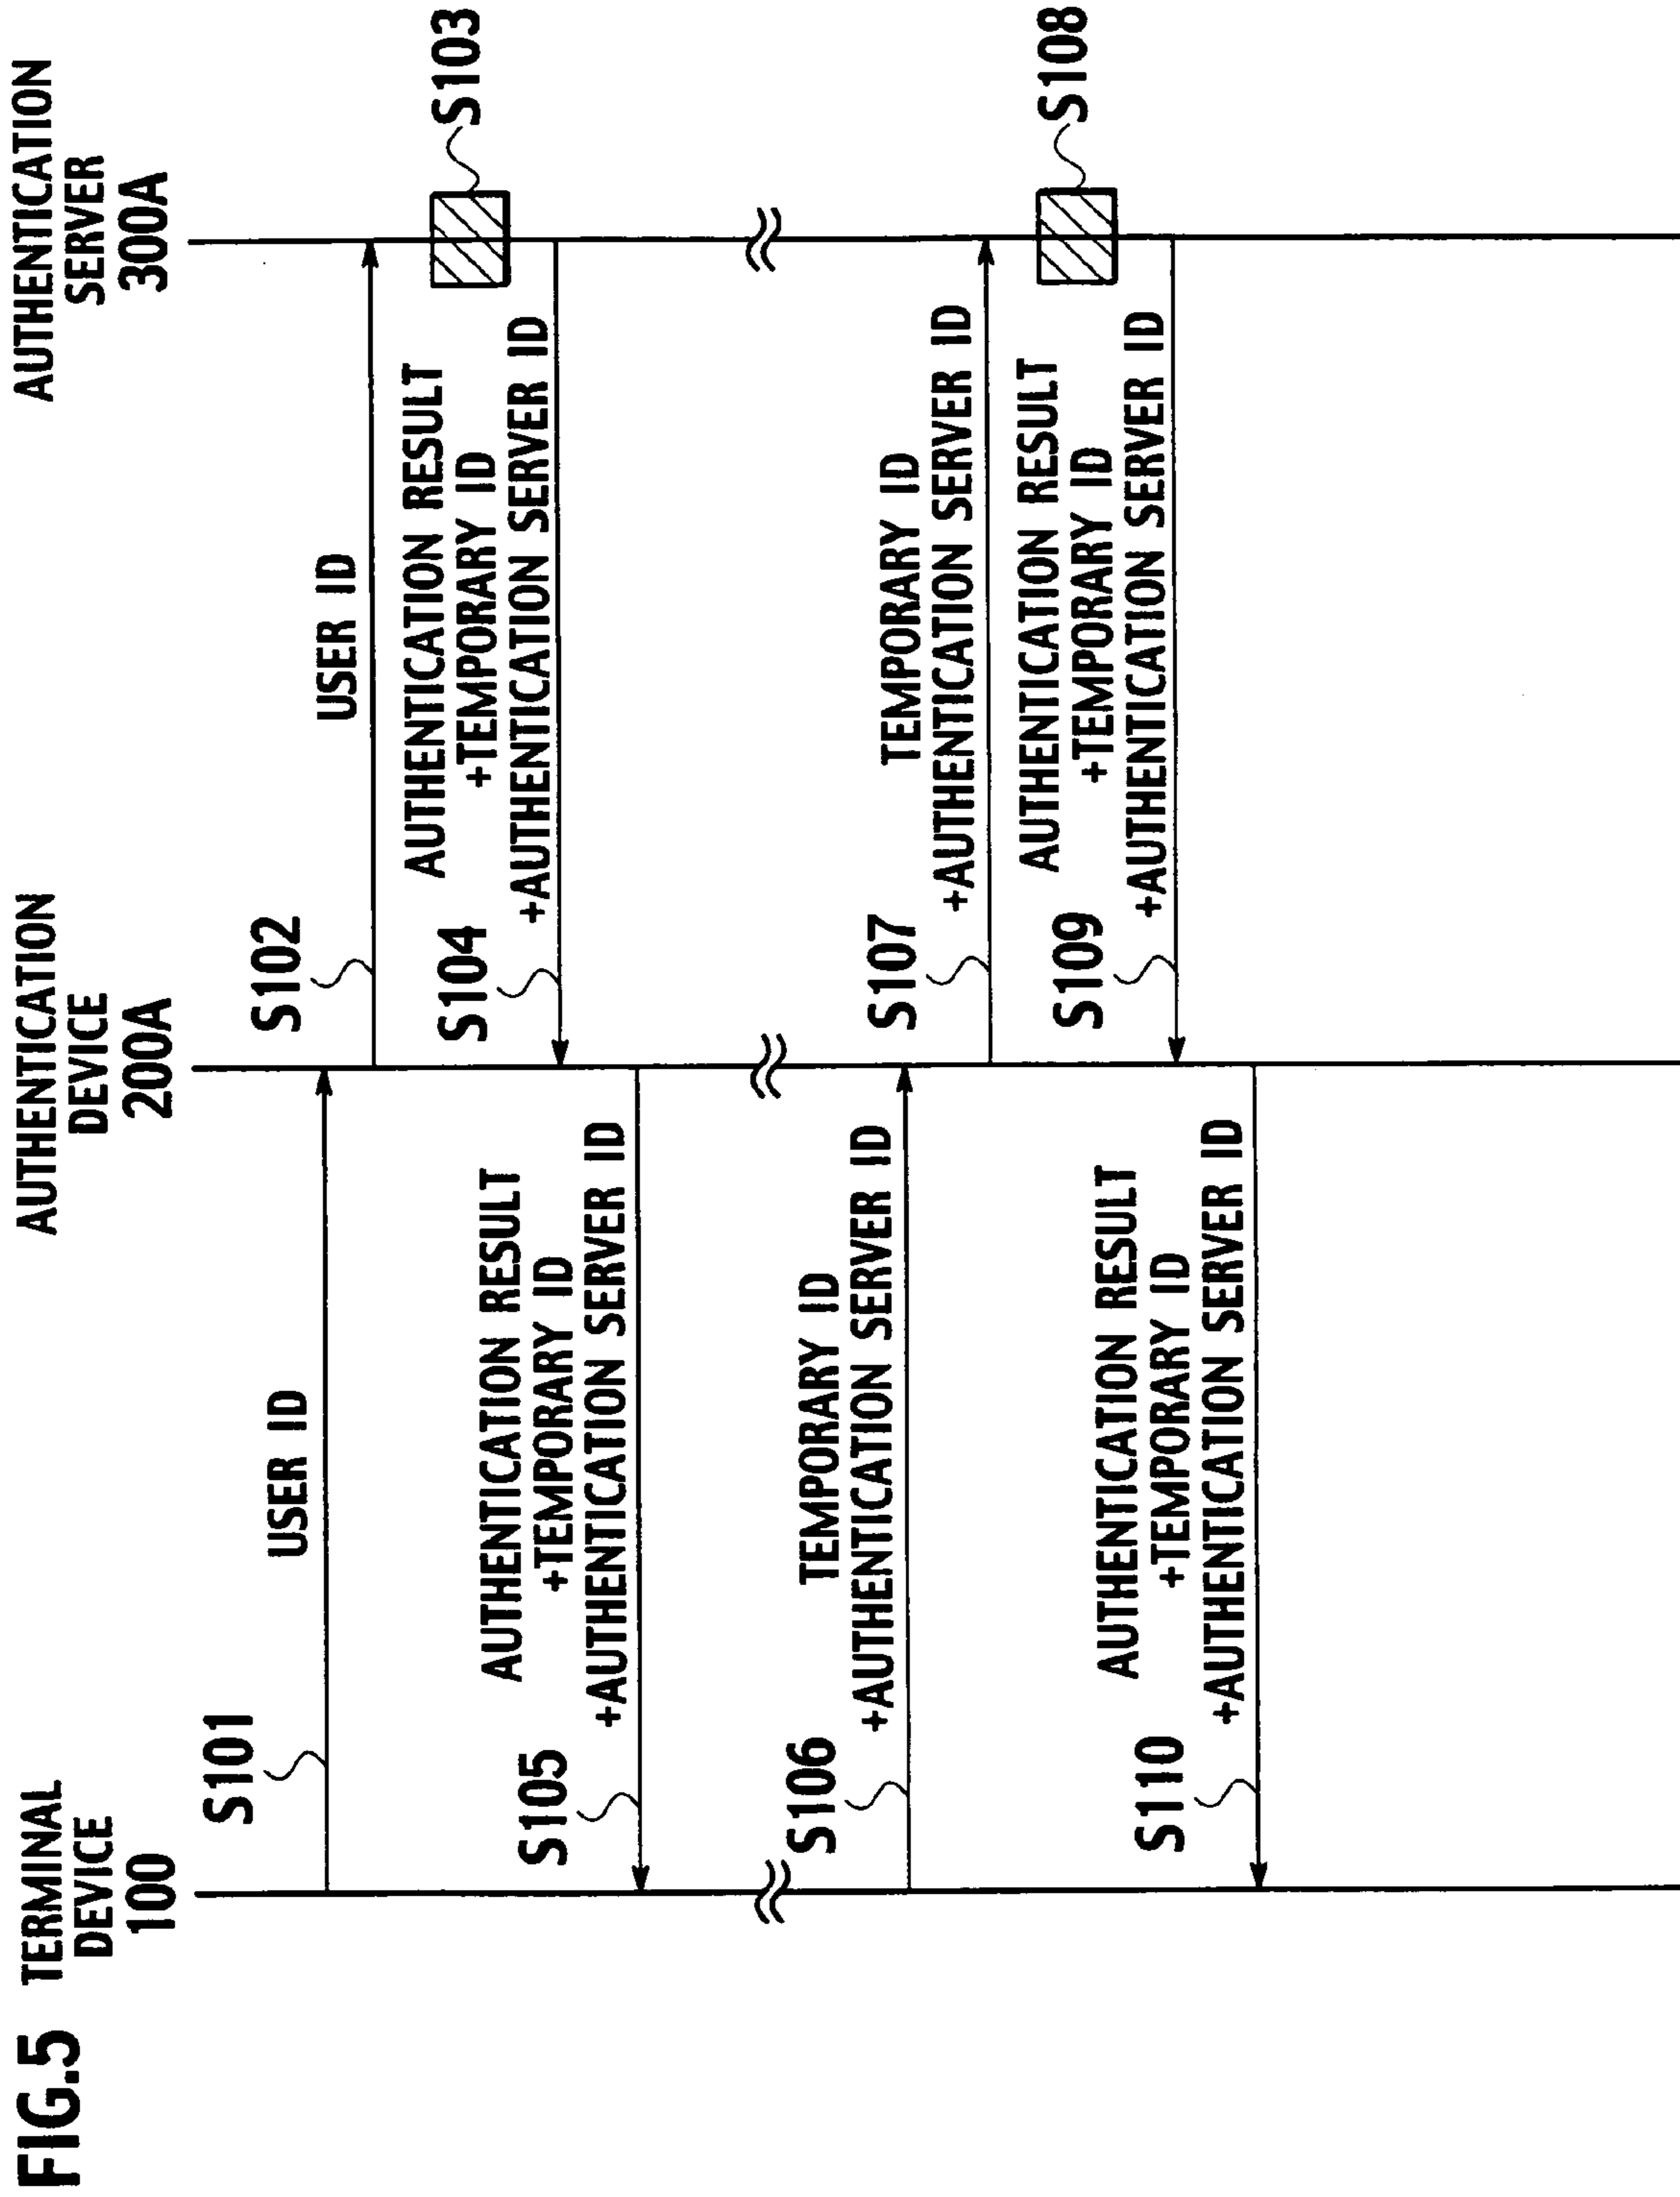 FIG.5
TERMINAL
DEVICE
100
AUTHENTICATION
DEVICE
200A
AUTHENTICATION
SERVER
300A
S101
USER ID
S102
USER ID
S103
S104
AUTHENTICATION RESULT
+TEMPORARY ID
+AUTHENTICATION SERVER ID
S105
AUTHENTICATION RESULT
+TEMPORARY ID
+AUTHENTICATION SERVER ID
S106
TEMPORARY ID
+AUTHENTICATION SERVER ID
S107
TEMPORARY ID
+AUTHENTICATION SERVER ID
S108
S109
AUTHENTICATION RESULT
+TEMPORARY ID
+AUTHENTICATION SERVER ID
S110
AUTHENTICATION RESULT
+TEMPORARY ID
+AUTHENTICATION SERVER ID